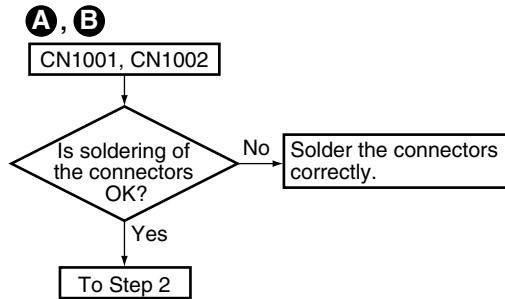 A, B
CN1001, CN1002
Is soldering of
the connectors
OK?
No
Solder the connectors
correctly.
Yes
To Step 2